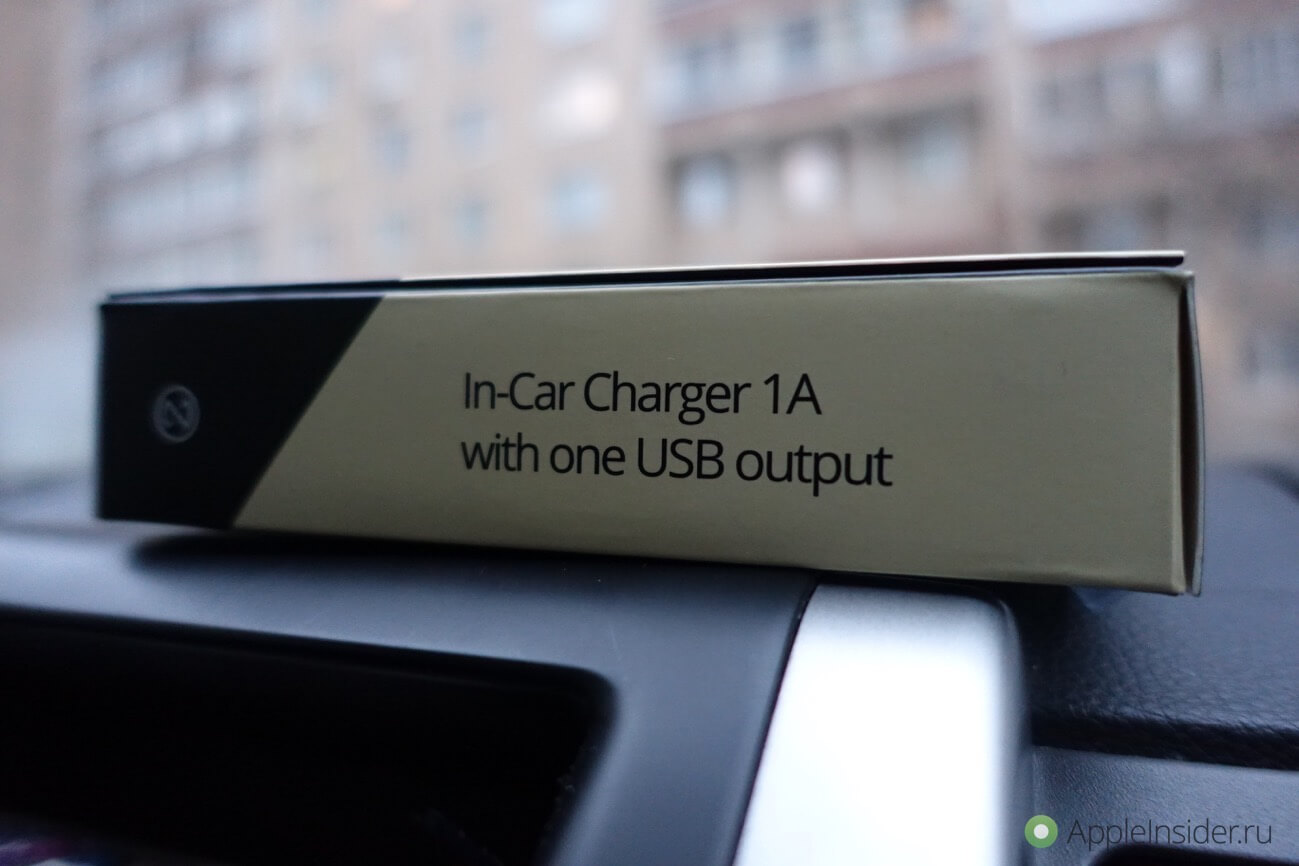 In-Car Charger 1A
with one USB output
AppleInsider.ru